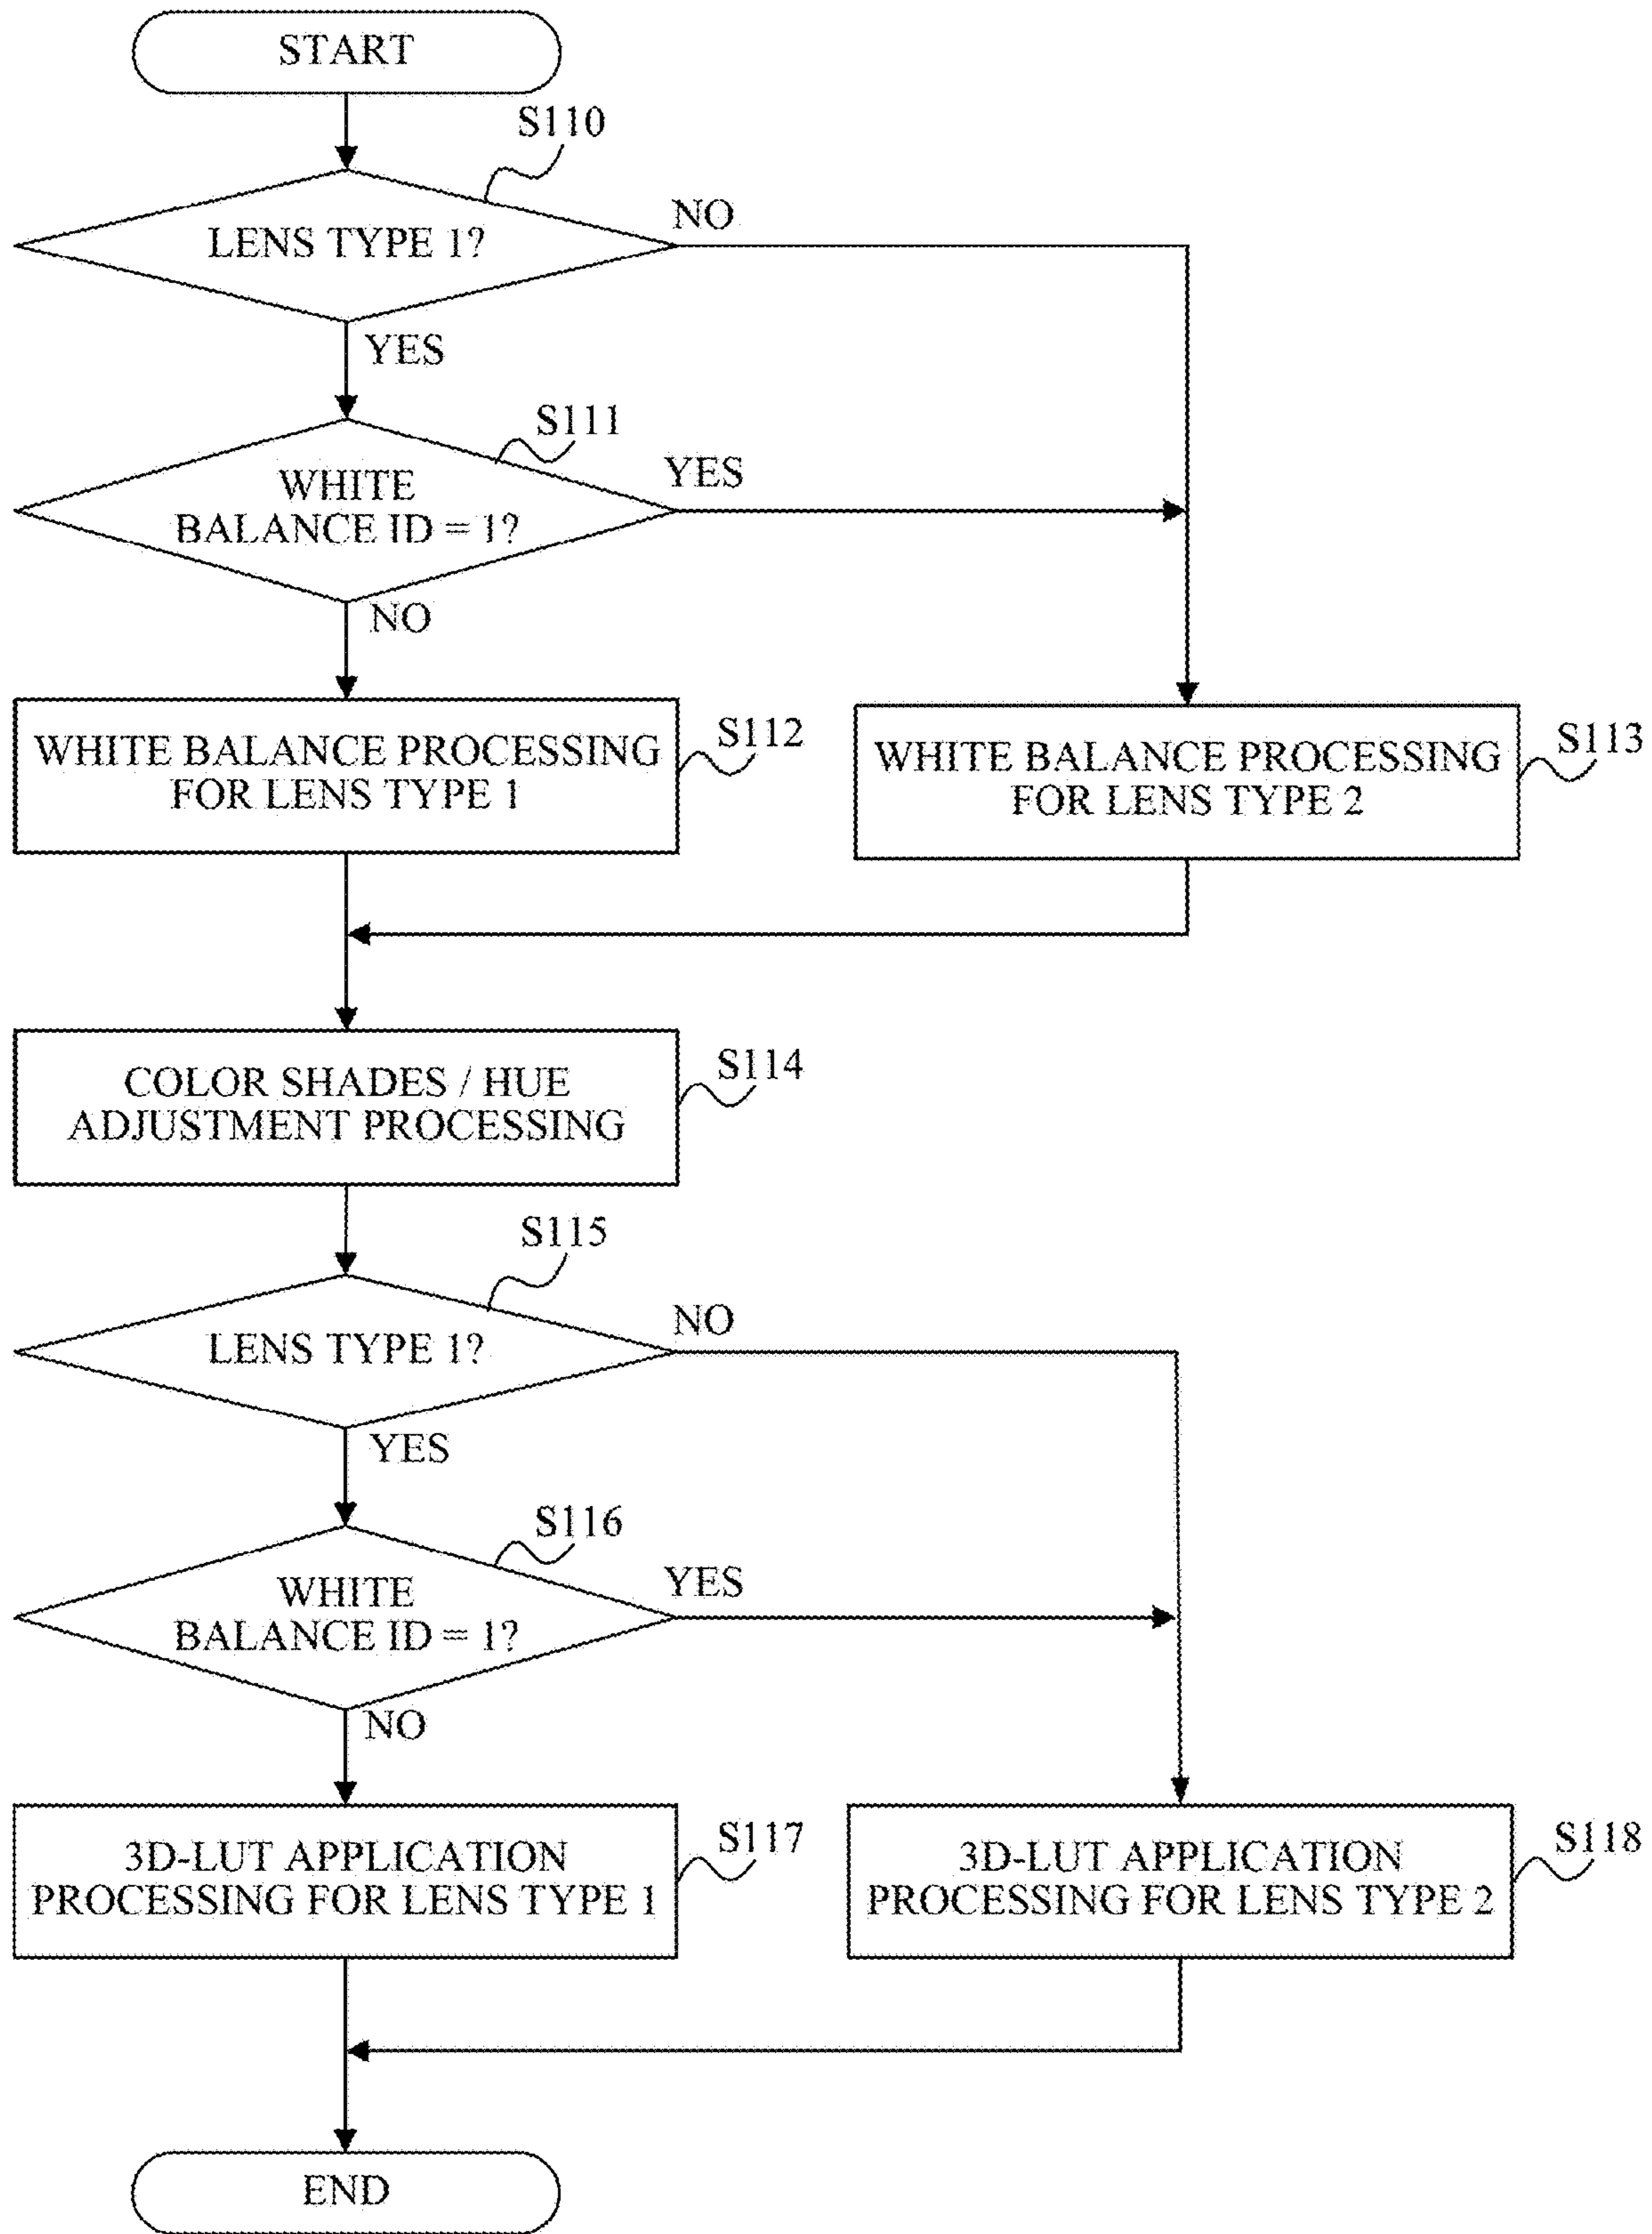 START
S110
LENS TYPE 1?
NO
YES
S111
WHITE
BALANCE ID = 1?
YES
NO
WHITE BALANCE PROCESSING
FOR LENS TYPE 1
S112
WHITE BALANCE PROCESSING
FOR LENS TYPE 2
S113
COLOR SHADES / HUE
ADJUSTMENT PROCESSING
S114
S115
LENS TYPE 1?
NO
YES
S116
WHITE
BALANCE ID = 1?
YES
NO
3D-LUT APPLICATION
PROCESSING FOR LENS TYPE 1
S117
3D-LUT APPLICATION
PROCESSING FOR LENS TYPE 2
S118
END